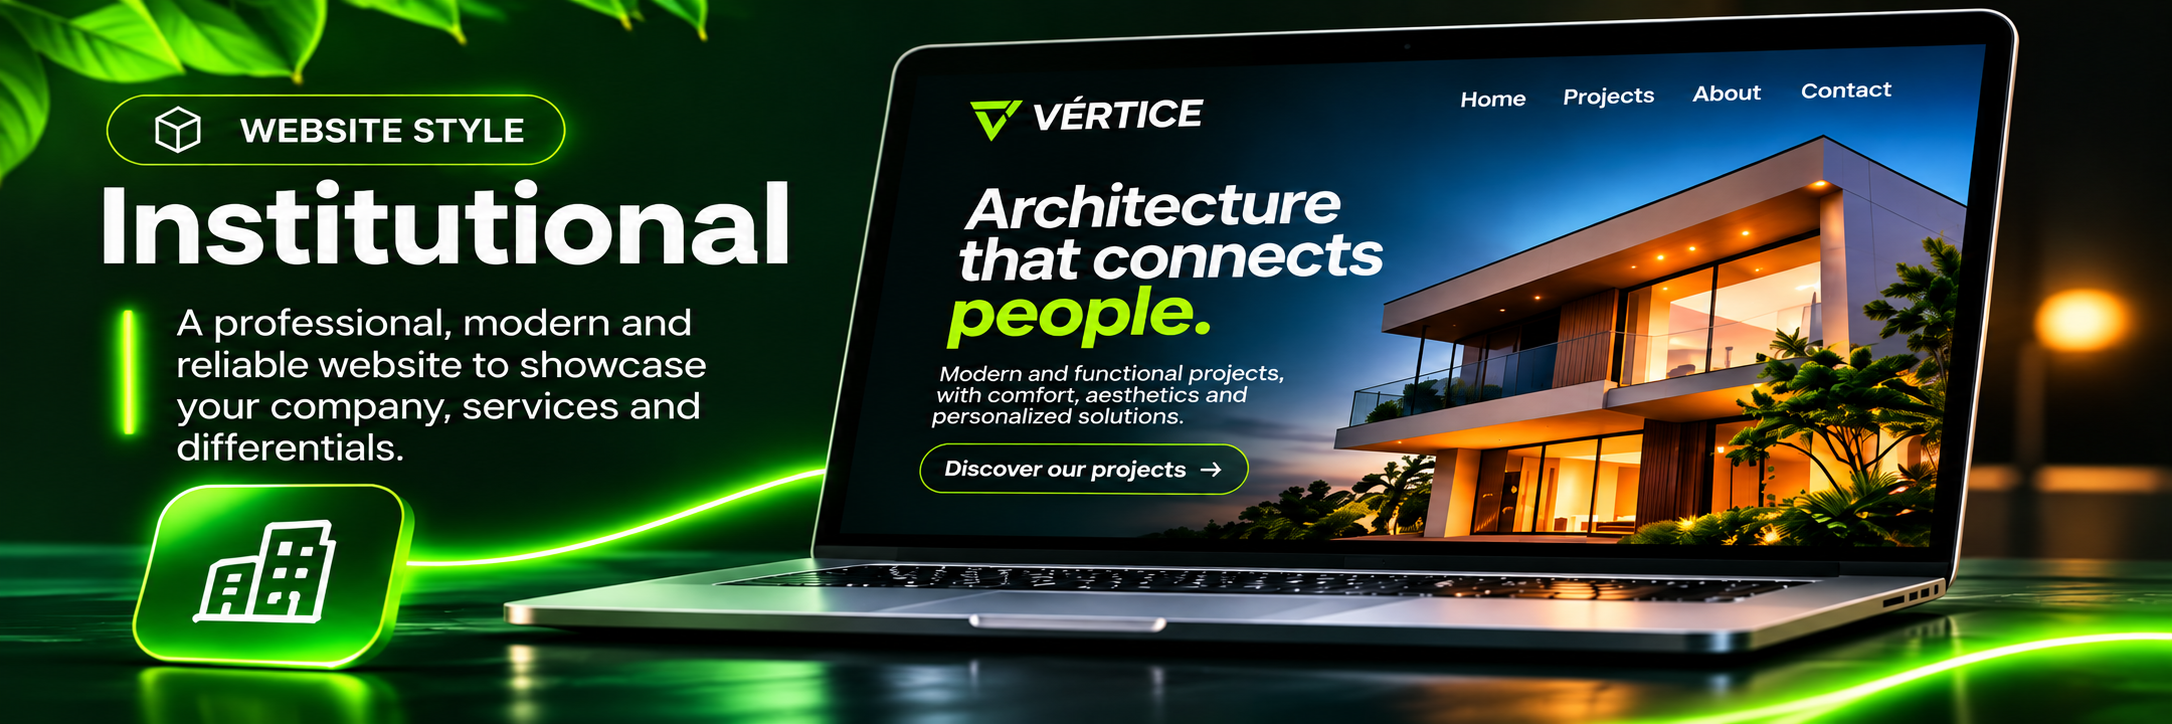 WEBSITE STYLE
Institutional
A professional, modern and
reliable website to showcase
your company, services and
differentials.
VÉRTICE
Home Projects About Contact
Architecture
that connects
people.
Modern and functional projects,
with comfort, aesthetics and
personalized solutions.
Discover our projects →